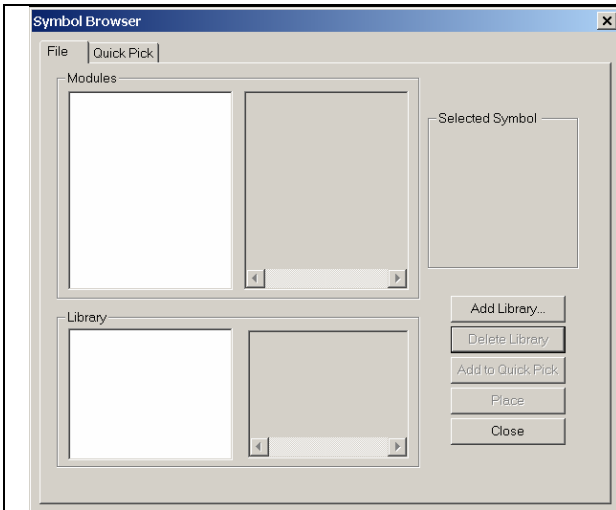 Symbol Browser
File
Quick Pick
Modules
Selected Symbol
Add Library...
Library
Delete Library
Add to Quick Pick
Place
Close